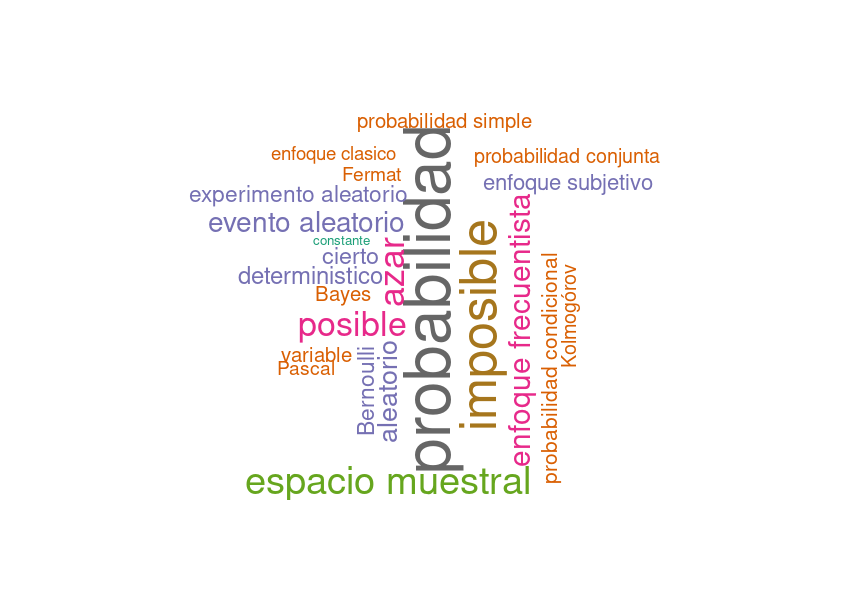 probabilidad simple
enfoque clasico
probabilidad conjunta
Fermat
enfoque subjetivo
experimento aleatorio
evento aleatorio
constante
cierto
deterministico
azar
Bayes
posible
variable
Pascal
Bernoulli
aleatorio
probabilidad
imposible
enfoque frecuentista
probabilidad condicional
Kolmogórov
espacio muestral